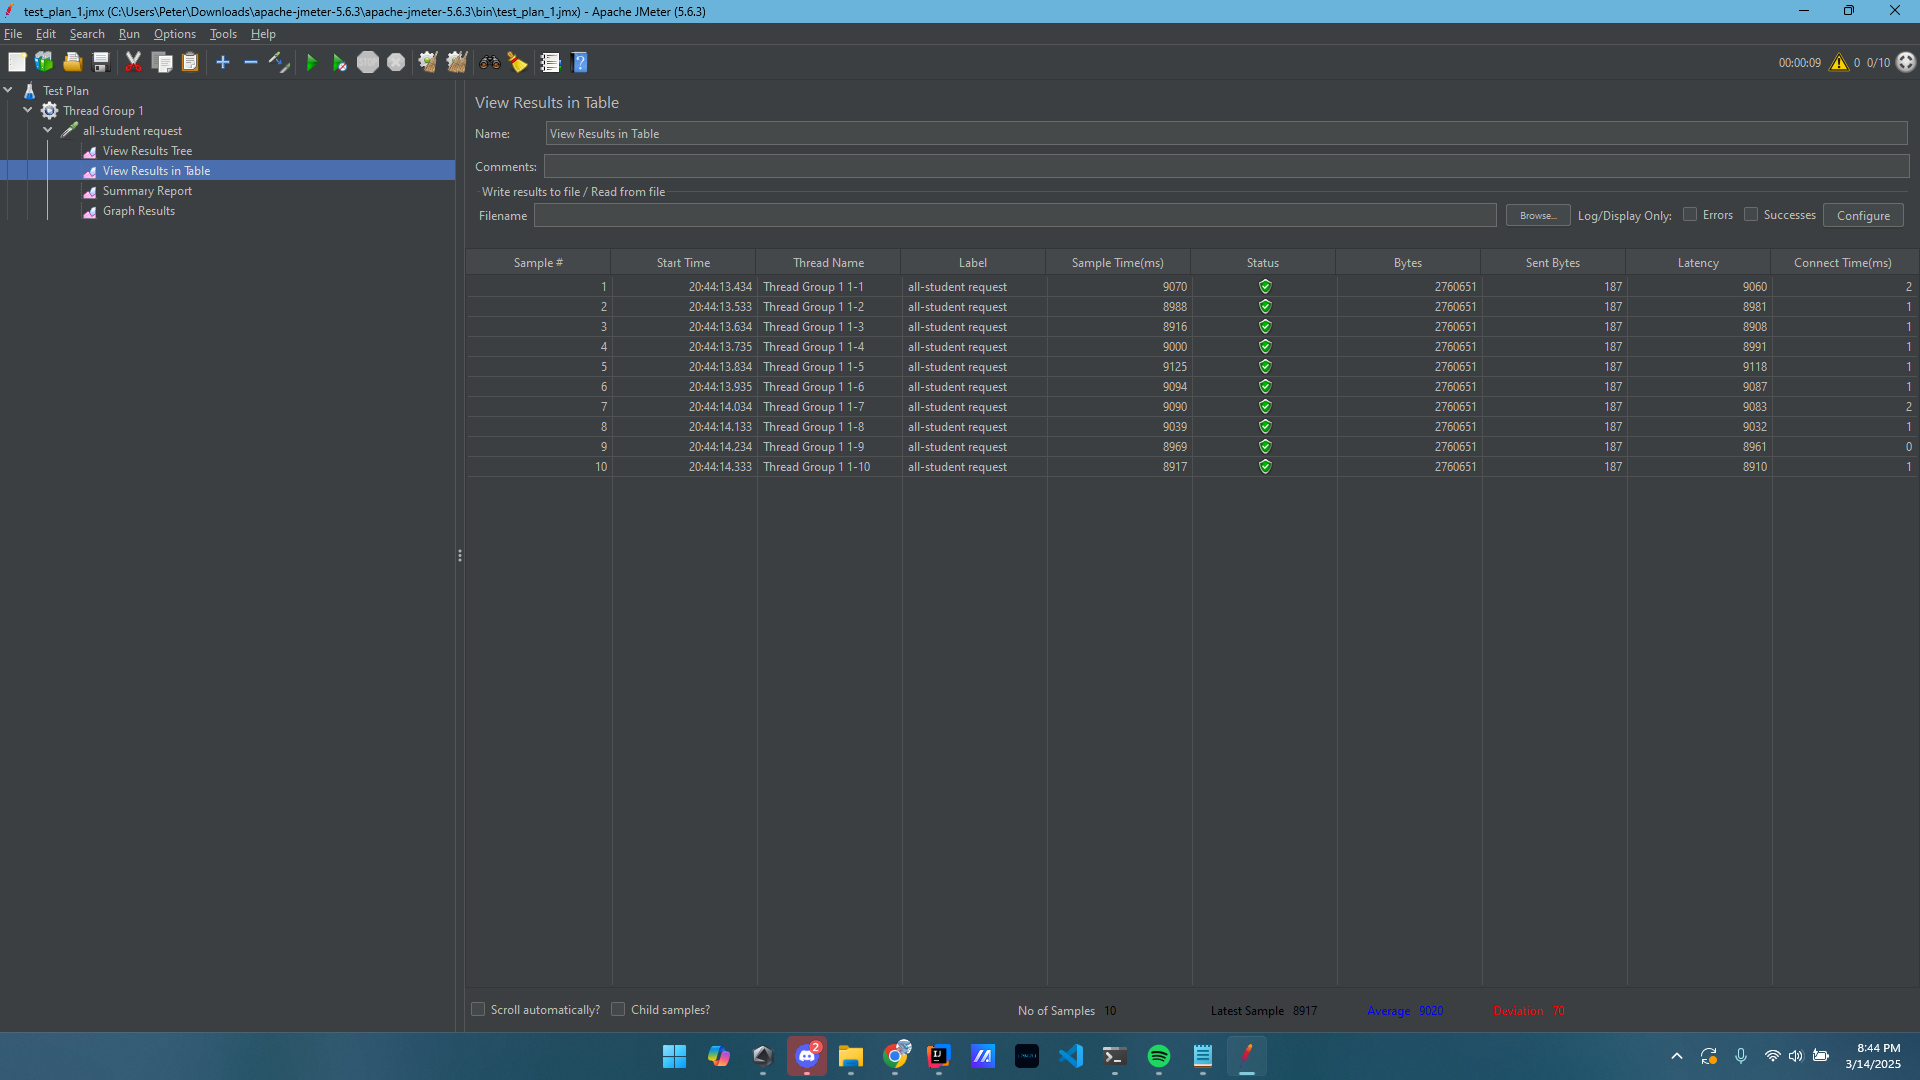 test_plan_1.jmx (C:\Users\Peter\Downloads\apache-jmeter-5.6.3\apache-jmeter-5.6.3\bin\test_plan_1.jmx) - Apache JMeter (5.6.3)
File Edit Search Run Options Tools Help
00:00:09 0 0/10
Test Plan
Thread Group 1
all-student request
View Results Tree
View Results in Table
Summary Report
Graph Results
View Results in Table
Name: View Results in Table
Comments:
Write results to file / Read from file
Filename Browse... Log/Display Only: Errors Successes Configure
Sample # Start Time Thread Name Label Sample Time(ms) Status Bytes Sent Bytes Latency Connect Time(ms)
1 20:44:13.434 Thread Group 1 1-1 all-student request 9070 2760651 187 9060 2
2 20:44:13.533 Thread Group 1 1-2 all-student request 8988 2760651 187 8981 1
3 20:44:13.634 Thread Group 1 1-3 all-student request 8916 2760651 187 8908 1
4 20:44:13.735 Thread Group 1 1-4 all-student request 9000 2760651 187 8991 1
5 20:44:13.834 Thread Group 1 1-5 all-student request 9125 2760651 187 9118 1
6 20:44:13.935 Thread Group 1 1-6 all-student request 9094 2760651 187 9087 1
7 20:44:14.034 Thread Group 1 1-7 all-student request 9090 2760651 187 9083 2
8 20:44:14.133 Thread Group 1 1-8 all-student request 9039 2760651 187 9032 1
9 20:44:14.234 Thread Group 1 1-9 all-student request 8969 2760651 187 8961 0
10 20:44:14.333 Thread Group 1 1-10 all-student request 8917 2760651 187 8910 1
Scroll automatically? Child samples? No of Samples 10 Latest Sample 8917 Average 9020 Deviation 70
2
8:44 PM
3/14/2025